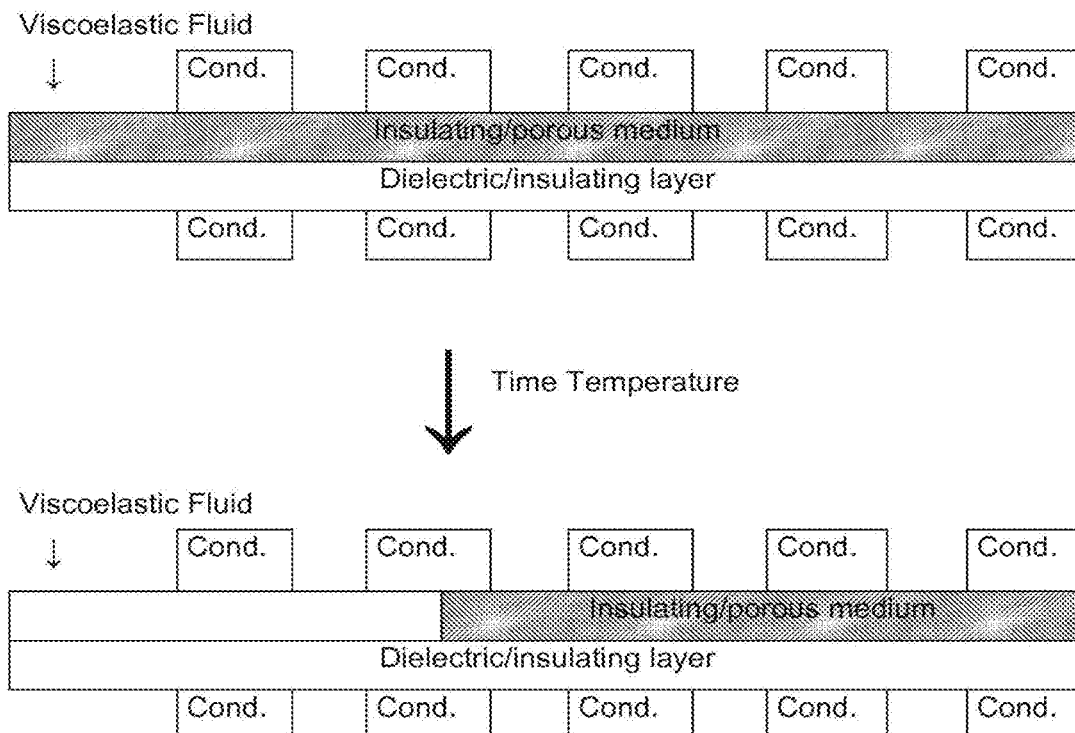 Viscoelastic Fluid
↓
Cond. Cond. Cond. Cond. Cond.
Insulating/porous medium
Dielectric/insulating layer
Cond. Cond. Cond. Cond. Cond.
Time Temperature
Viscoelastic Fluid
↓
Cond. Cond. Cond. Cond. Cond.
Insulating/porous medium
Dielectric/insulating layer
Cond. Cond. Cond. Cond. Cond.